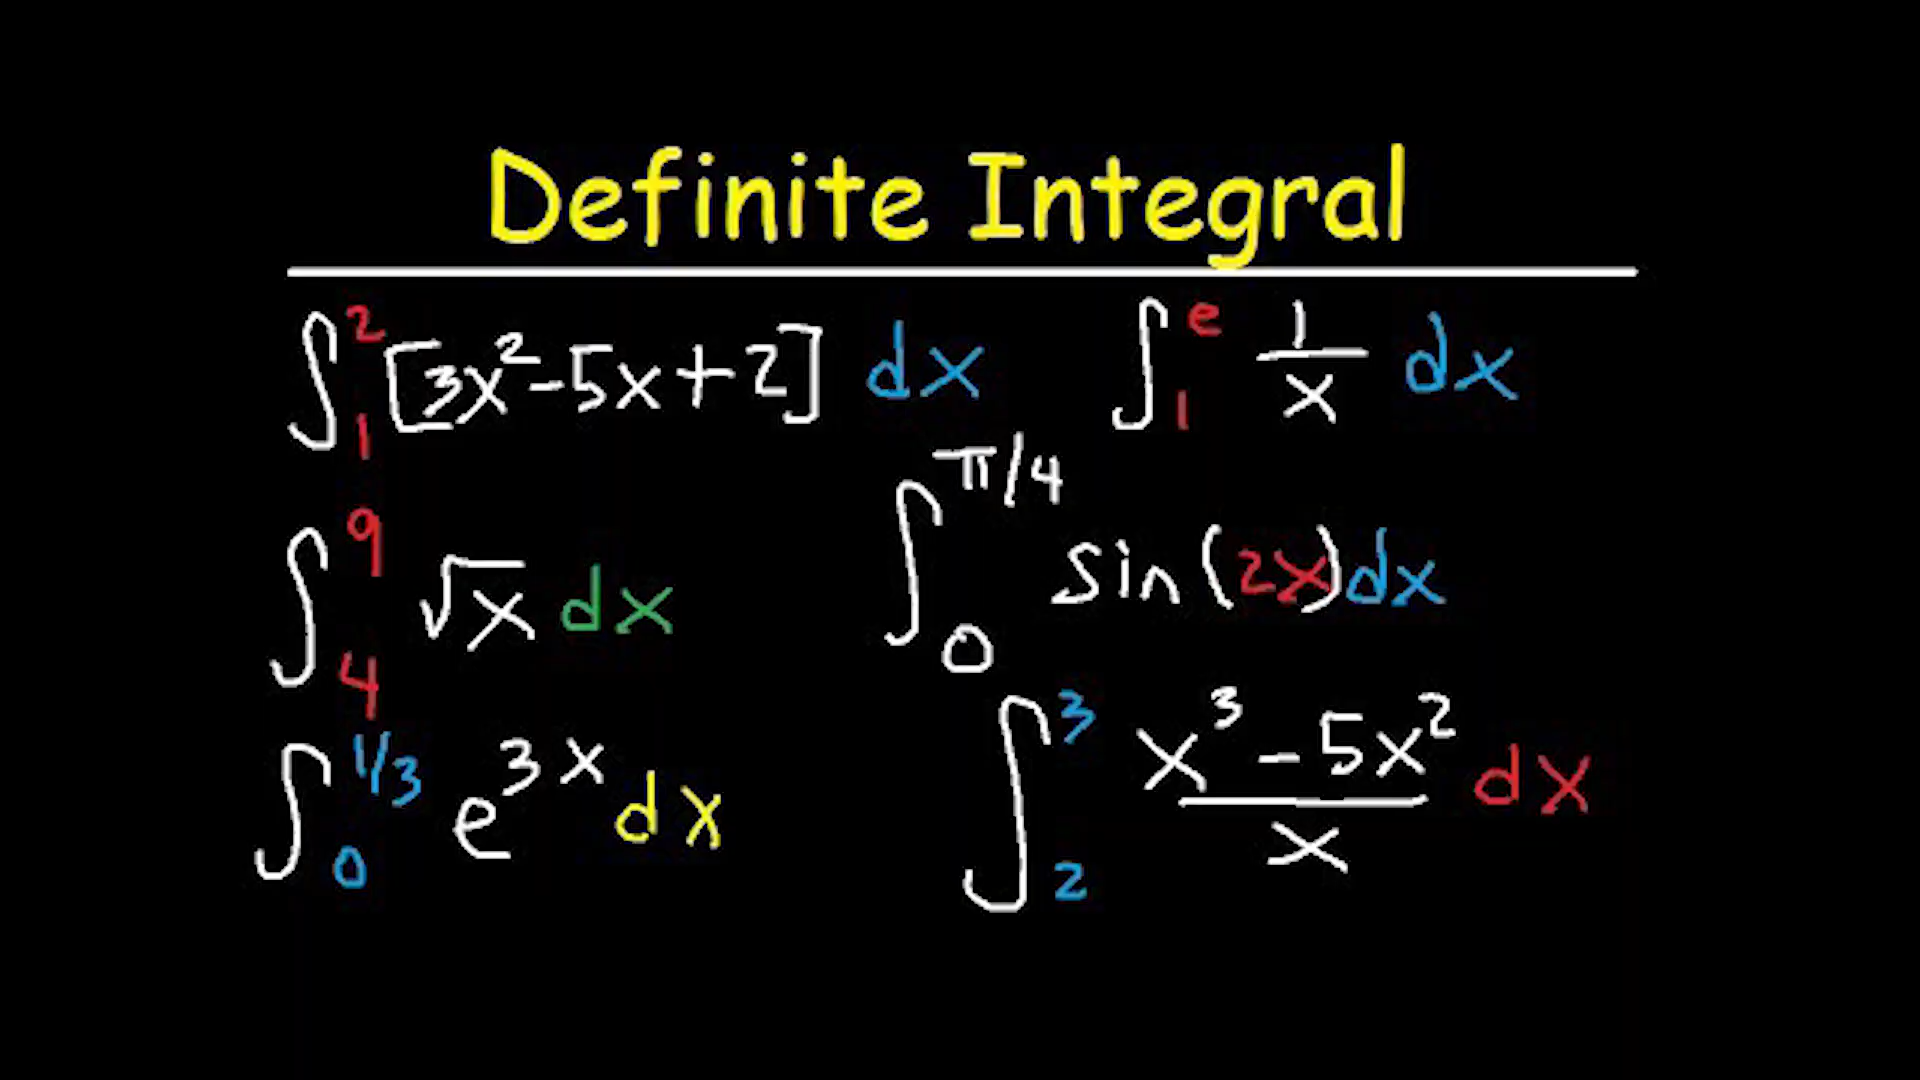 Definite Integral
∫₁² [3x² - 5x + 2] dx
∫₁ᵉ 1/x dx
∫₄⁹ √x dx
∫₀^(π/4) sin(2x) dx
∫₀^(1/3) e^(3x) dx
∫₂³ (x³ - 5x²)/x dx